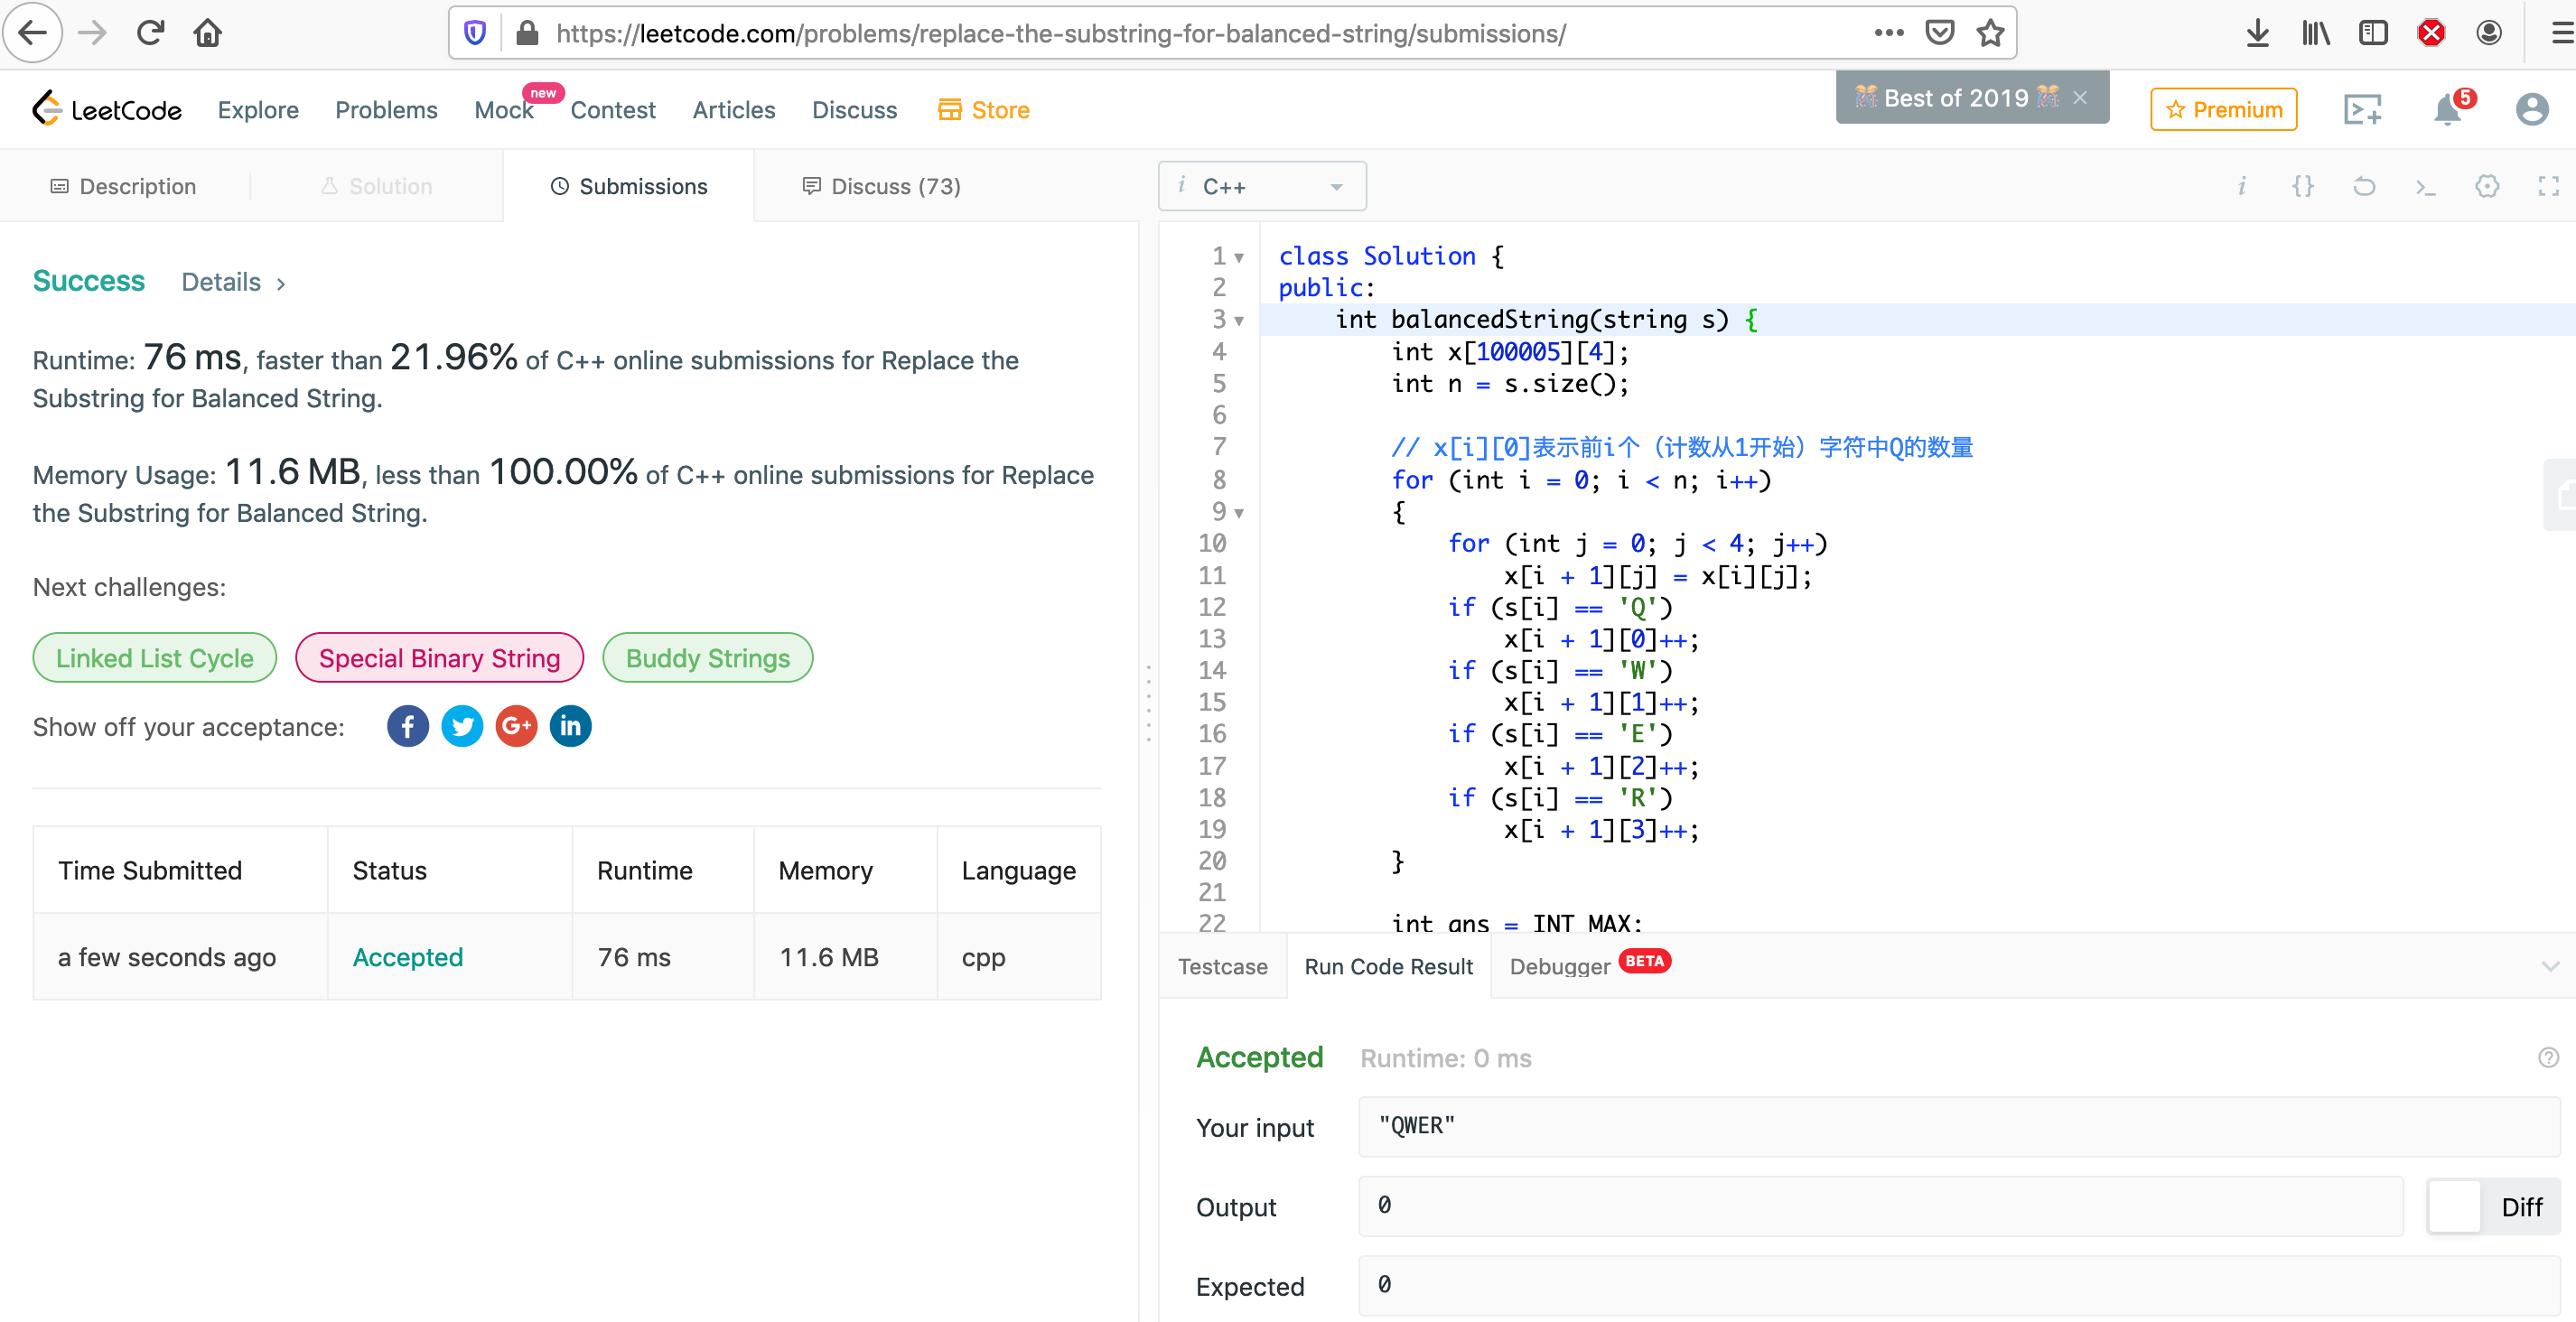 https://leetcode.com/problems/replace-the-substring-for-balanced-string/submissions/
LeetCode
Explore
Problems
Mock
new
Contest
Articles
Discuss
Store
Best of 2019
Premium
5
Description
Solution
Submissions
Discuss (73)
Success
Details
Runtime: 76 ms, faster than 21.96% of C++ online submissions for Replace the
Substring for Balanced String.
Memory Usage: 11.6 MB, less than 100.00% of C++ online submissions for Replace
the Substring for Balanced String.
Next challenges:
Linked List Cycle
Special Binary String
Buddy Strings
Show off your acceptance:
Time Submitted Status Runtime Memory Language
a few seconds ago Accepted 76 ms 11.6 MB cpp
i C++
1 class Solution {
2 public:
3 int balancedString(string s) {
4 int x[100005][4];
5 int n = s.size();
6
7 // x[i][0]表示前i个（计数从1开始）字符中Q的数量
8 for (int i = 0; i < n; i++)
9 {
10 for (int j = 0; j < 4; j++)
11 x[i + 1][j] = x[i][j];
12 if (s[i] == 'Q')
13 x[i + 1][0]++;
14 if (s[i] == 'W')
15 x[i + 1][1]++;
16 if (s[i] == 'E')
17 x[i + 1][2]++;
18 if (s[i] == 'R')
19 x[i + 1][3]++;
20 }
21
22 int ans = INT_MAX;
Testcase
Run Code Result
Debugger
BETA
Accepted
Runtime: 0 ms
Your input
"QWER"
Output
0
Diff
Expected
0